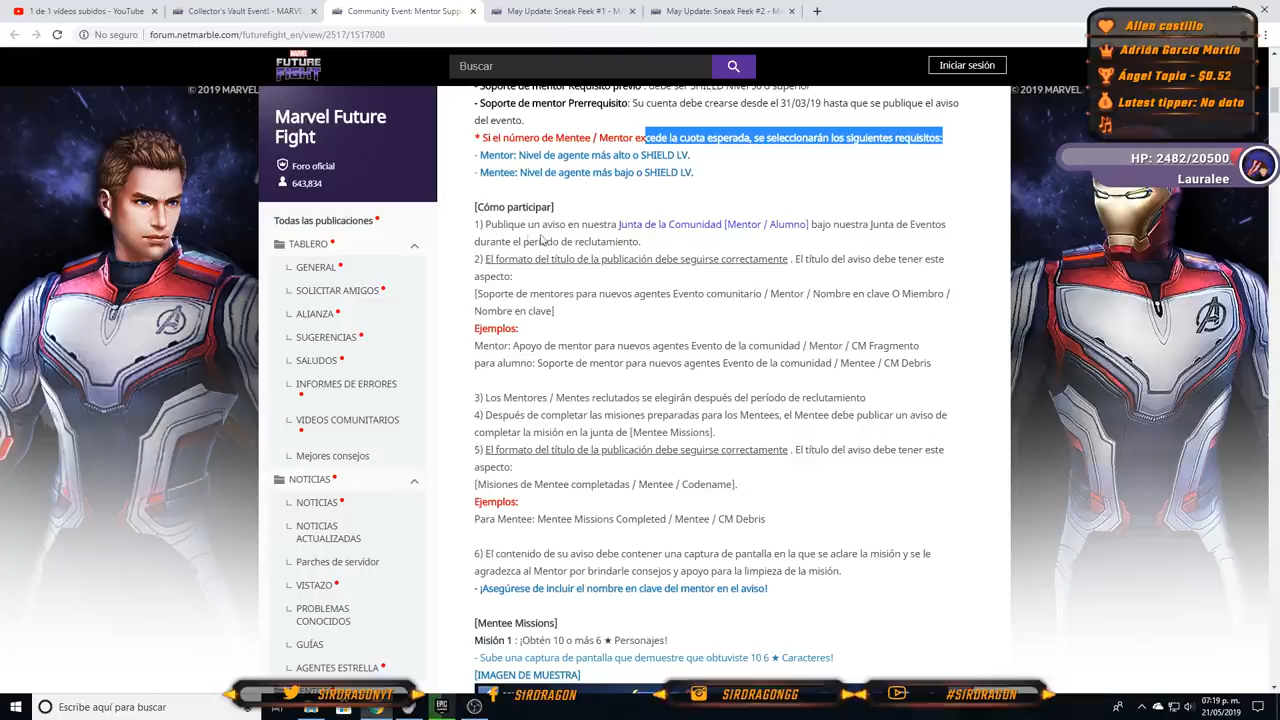 1 de 1 vídeos subidos - YouTube
Collector's Vault Event! - MARVEL
Community Event: Mentor Supp
May Update: Sneak Peek #1 - M
May Update: Sneak Peek #2 - M
No seguro | forum.netmarble.com/futurefight_en/view/2517/1517808
MARVEL
FUTURE
FIGHT
Buscar
Iniciar sesión
© 2019 MARVEL
© 2019 MARVEL
Allen castillo
Adrián García Martín
Ángel Tapia - $0.52
Latest tipper: No data
HP: 2482/20500
Lauralee
Marvel Future
Fight
Foro oficial
643,834
Todas las publicaciones
TABLERO
GENERAL
SOLICITAR AMIGOS
ALIANZA
SUGERENCIAS
SALUDOS
INFORMES DE ERRORES
VIDEOS COMUNITARIOS
Mejores consejos
NOTICIAS
NOTICIAS
NOTICIAS
ACTUALIZADAS
Parches de servidor
VISTAZO
PROBLEMAS
CONOCIDOS
GUÍAS
AGENTES ESTRELLA
- Soporte de mentor Requisito previo : debe ser SHIELD Nivel 50 o superior
- Soporte de mentor Prerrequisito: Su cuenta debe crearse desde el 31/03/19 hasta que se publique el aviso
del evento.
* Si el número de Mentee / Mentor excede la cuota esperada, se seleccionarán los siguientes requisitos:
- Mentor: Nivel de agente más alto o SHIELD LV.
- Mentee: Nivel de agente más bajo o SHIELD LV.
[Cómo participar]
1) Publique un aviso en nuestra Junta de la Comunidad [Mentor / Alumno] bajo nuestra Junta de Eventos
durante el período de reclutamiento.
2) El formato del título de la publicación debe seguirse correctamente . El título del aviso debe tener este
aspecto:
[Soporte de mentores para nuevos agentes Evento comunitario / Mentor / Nombre en clave O Miembro /
Nombre en clave]
Ejemplos:
Mentor: Apoyo de mentor para nuevos agentes Evento de la comunidad / Mentor / CM Fragmento
para alumno: Soporte de mentor para nuevos agentes Evento de la comunidad / Mentee / CM Debris
3) Los Mentores / Mentes reclutados se elegirán después del período de reclutamiento
4) Después de completar las misiones preparadas para los Mentees, el Mentee debe publicar un aviso de
completar la misión en la junta de [Mentee Missions].
5) El formato del título de la publicación debe seguirse correctamente . El título del aviso debe tener este
aspecto:
[Misiones de Mentee completadas / Mentee / Codename].
Ejemplos:
Para Mentee: Mentee Missions Completed / Mentee / CM Debris
6) El contenido de su aviso debe contener una captura de pantalla en la que se aclare la misión y se le
agradezca al Mentor por brindarle consejos y apoyo para la limpieza de la misión.
- ¡Asegúrese de incluir el nombre en clave del mentor en el aviso!
[Mentee Missions]
Misión 1 : ¡Obtén 10 o más 6 ★ Personajes!
- Sube una captura de pantalla que demuestre que obtuviste 10 6 ★ Caracteres!
[IMAGEN DE MUESTRA]
SIRDRAGONYT
SIRDRAGON
SIRDRAGONGG
#SIRDRAGON
Escribe aquí para buscar
EPIC
07:19 p.m.
21/05/2019